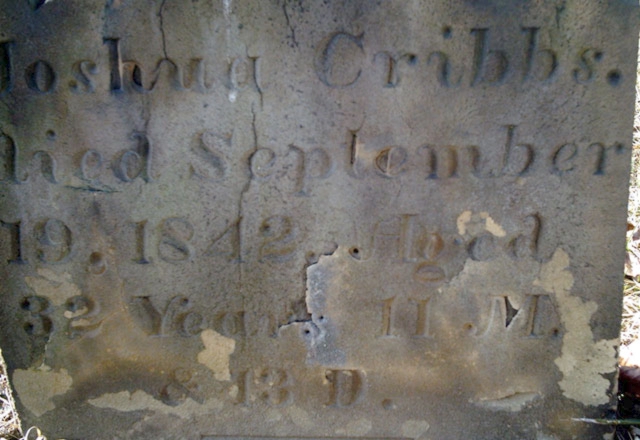 Joshua Cribbs.
died September
19, 1842. Aged
32 Years 11 M.
& 13 D.